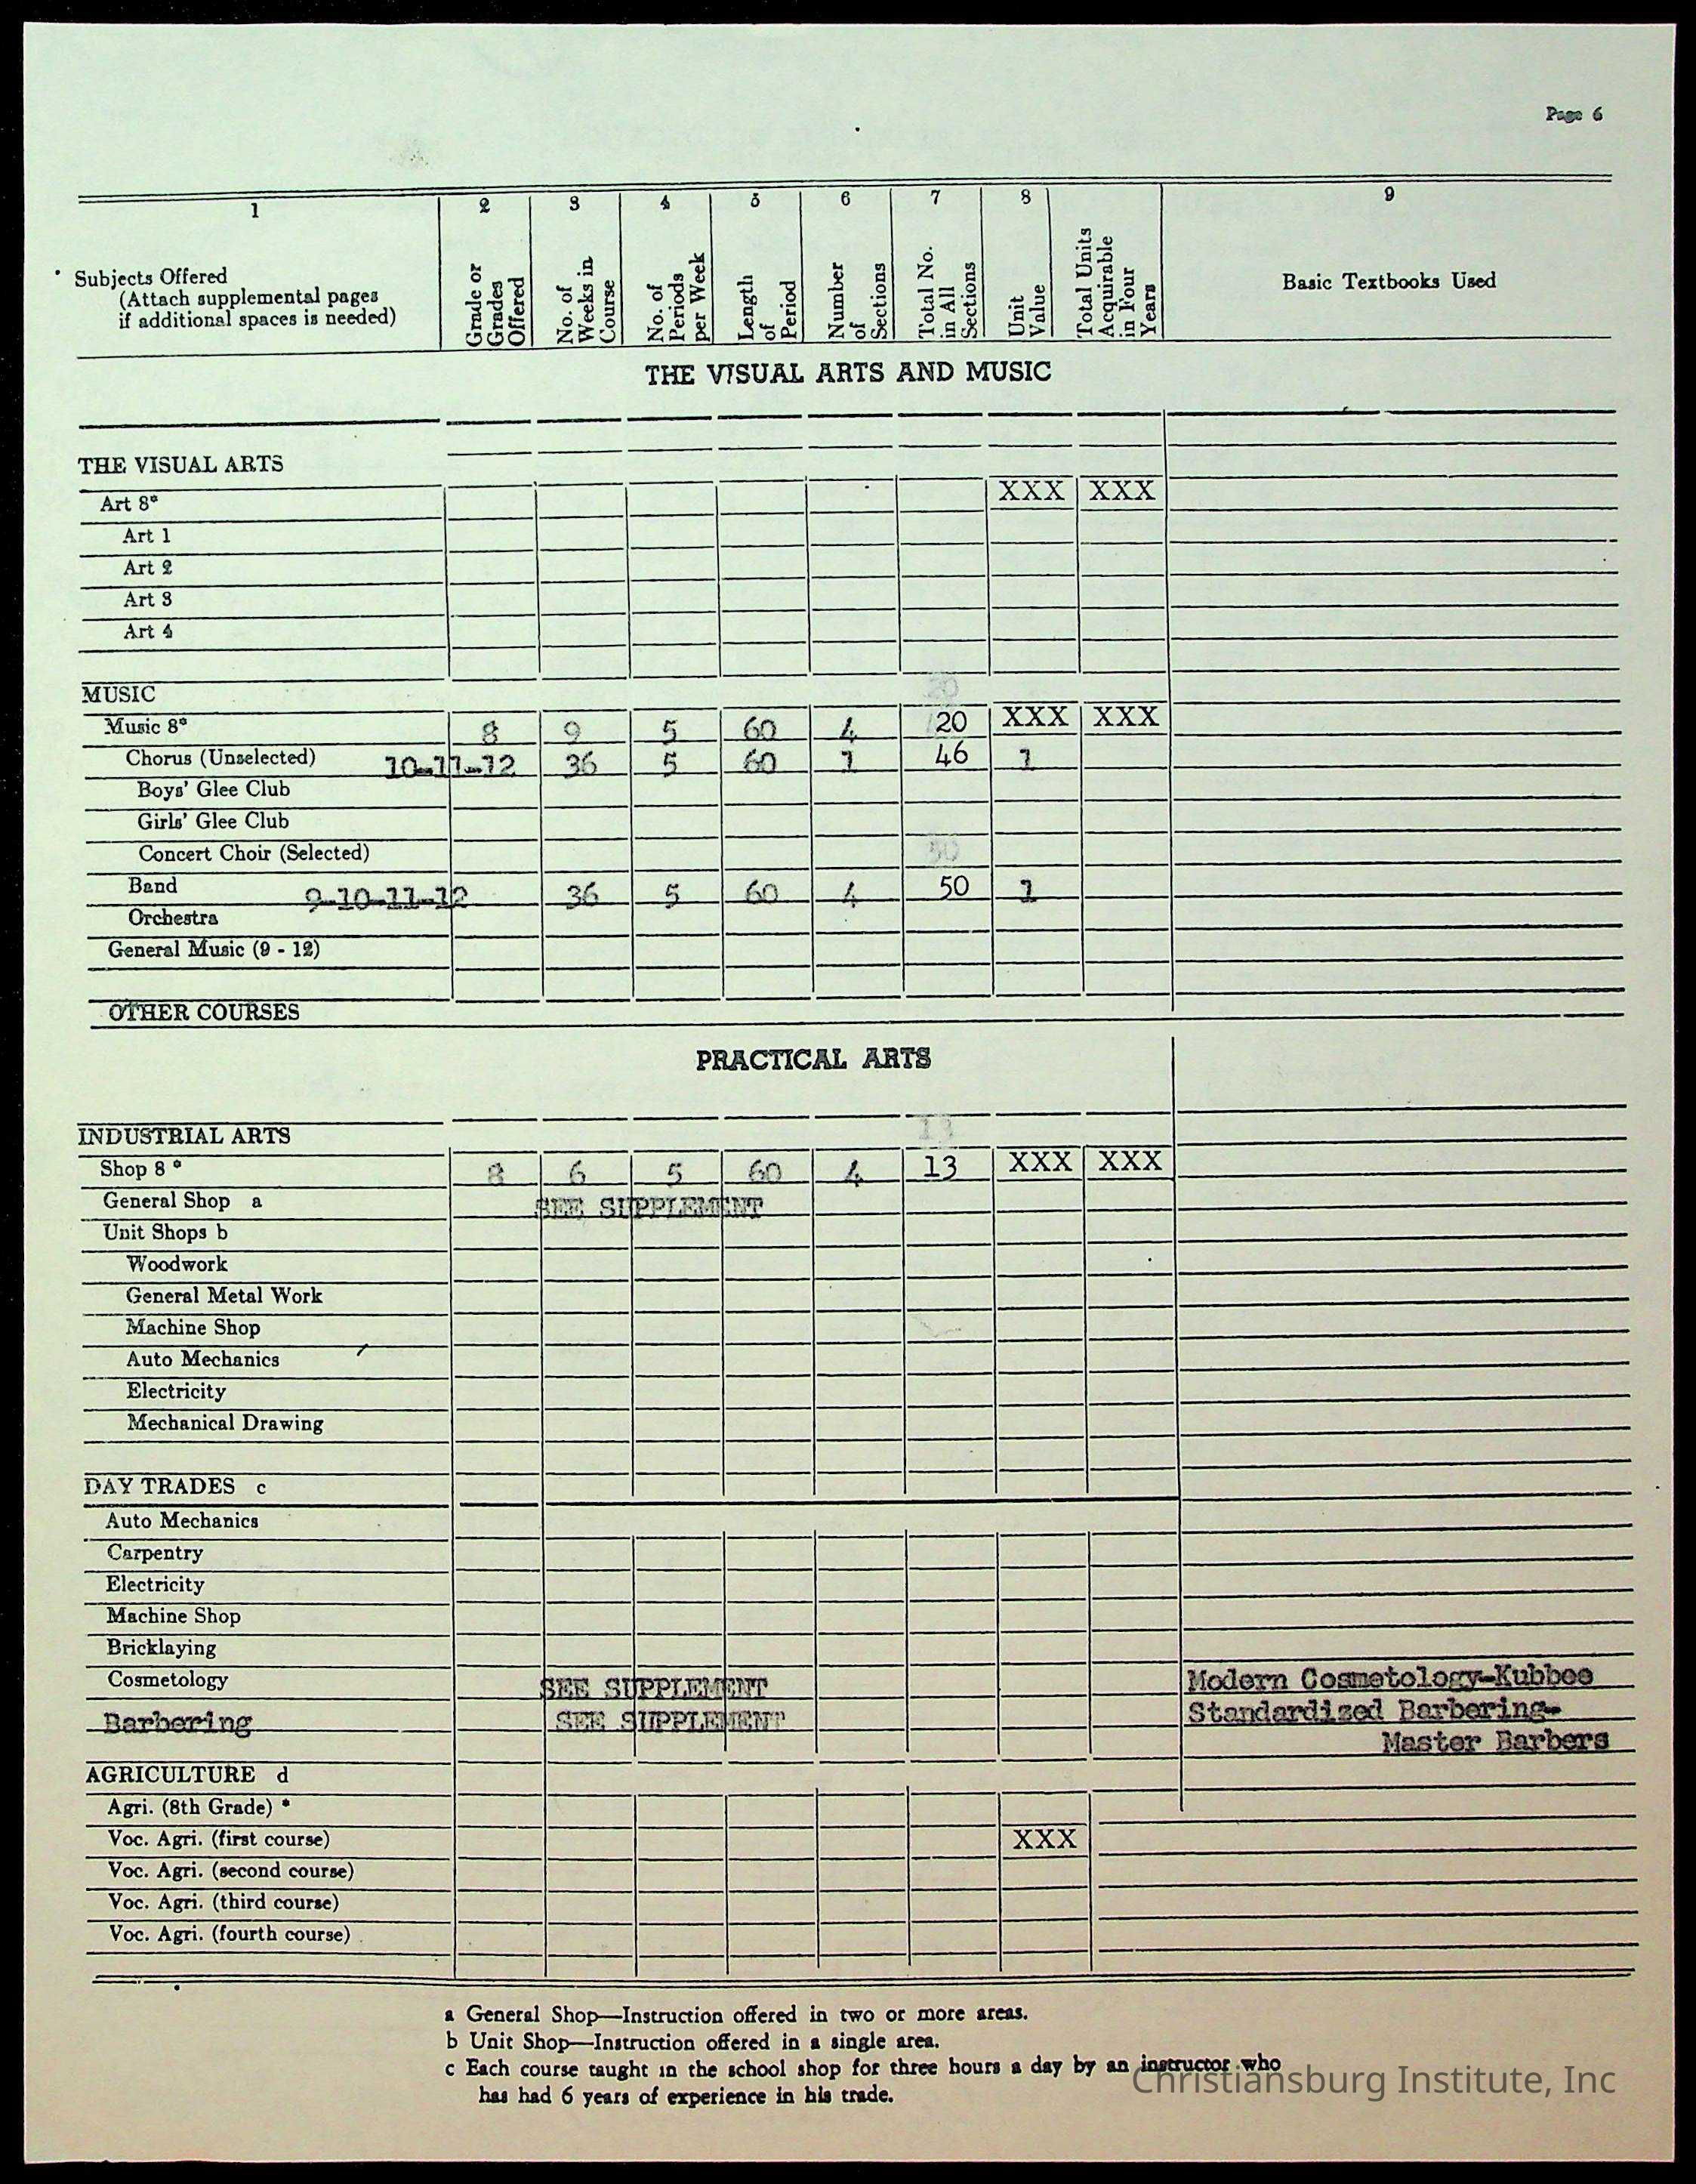 Page 6
1 2 3 4 5 6 7 8 9
Subjects Offered
(Attach supplemental pages
if additional spaces is needed)
Grade or
Grades
Offered
No. of
Weeks in
Course
No. of
Periods
per Week
Length
of
Period
Number
of
Sections
Total No.
in All
Sections
Unit
Value
Total Units
Acquirable
in Four
Years
Basic Textbooks Used
THE VISUAL ARTS AND MUSIC
THE VISUAL ARTS
Art 8* XXX XXX
Art 1
Art 2
Art 3
Art 4
MUSIC
20
Music 8* 8 9 5 60 4 20 XXX XXX
Chorus (Unselected) 10-11-12 36 5 60 1 46 1
Boys' Glee Club
Girls' Glee Club
Concert Choir (Selected) 50
Band 9-10-11-12 36 5 60 4 50 1
Orchestra
General Music (9 - 12)
OTHER COURSES
PRACTICAL ARTS
INDUSTRIAL ARTS 13
Shop 8 * 8 6 5 60 4 13 XXX XXX
General Shop a SEE SUPPLEMENT
Unit Shops b
Woodwork
General Metal Work
Machine Shop
Auto Mechanics
Electricity
Mechanical Drawing
DAY TRADES c
Auto Mechanics
Carpentry
Electricity
Machine Shop
Bricklaying
Cosmetology SEE SUPPLEMENT Modern Cosmetology-Kubbee
Barbering SEE SUPPLEMENT Standardized Barbering-
Master Barbers
AGRICULTURE d
Agri. (8th Grade) *
Voc. Agri. (first course) XXX
Voc. Agri. (second course)
Voc. Agri. (third course)
Voc. Agri. (fourth course)
a General Shop—Instruction offered in two or more areas.
b Unit Shop—Instruction offered in a single area.
c Each course taught in the school shop for three hours a day by an instructor who
has had 6 years of experience in his trade.
Christiansburg Institute, Inc